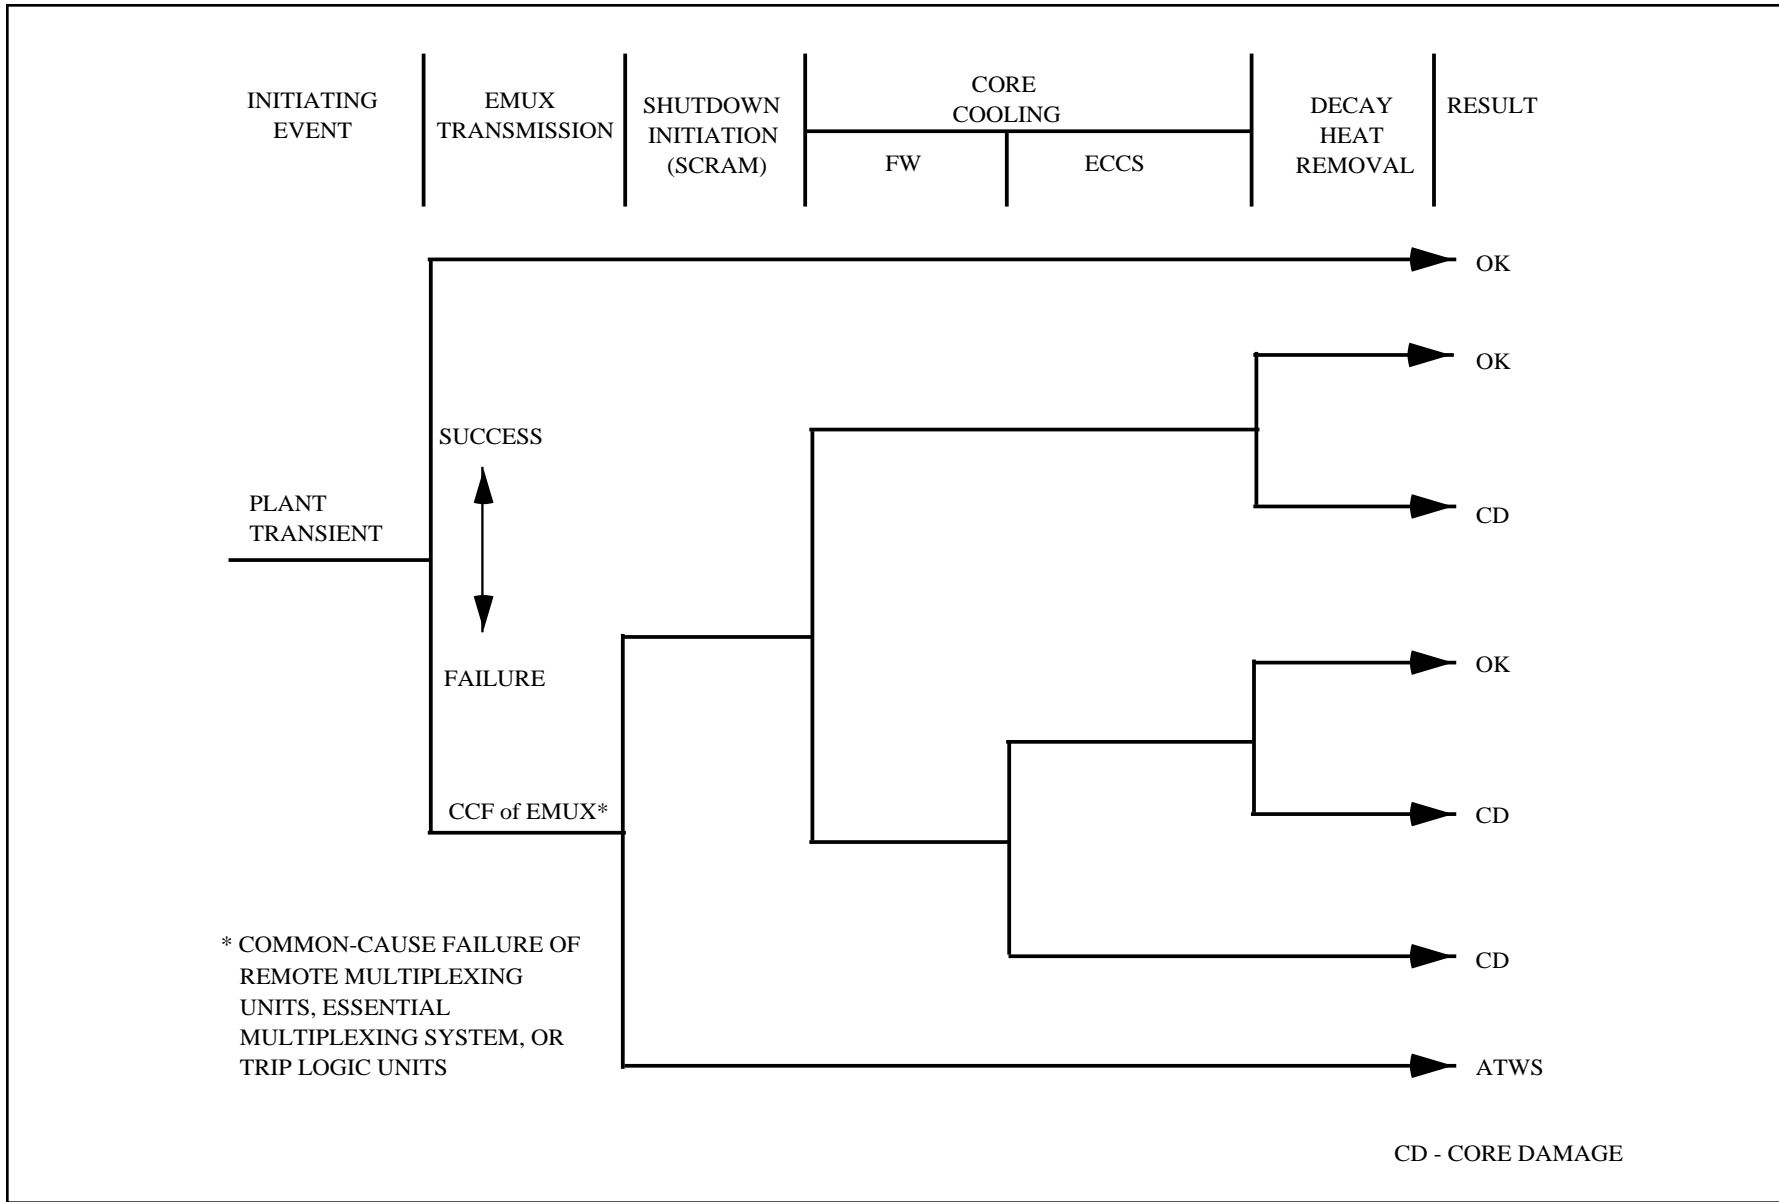 INITIATING
EVENT
EMUX
TRANSMISSION
SHUTDOWN
INITIATION
(SCRAM)
CORE
COOLING
FW
ECCS
DECAY
HEAT
REMOVAL
RESULT
OK
OK
SUCCESS
PLANT
TRANSIENT
CD
FAILURE
OK
CCF of EMUX*
CD
* COMMON-CAUSE FAILURE OF
REMOTE MULTIPLEXING
UNITS, ESSENTIAL
MULTIPLEXING SYSTEM, OR
TRIP LOGIC UNITS
CD
ATWS
CD - CORE DAMAGE